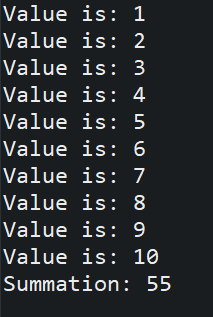 Value is: 1
Value is: 2
Value is: 3
Value is: 4
Value is: 5
Value is: 6
Value is: 7
Value is: 8
Value is: 9
Value is: 10
Summation: 55